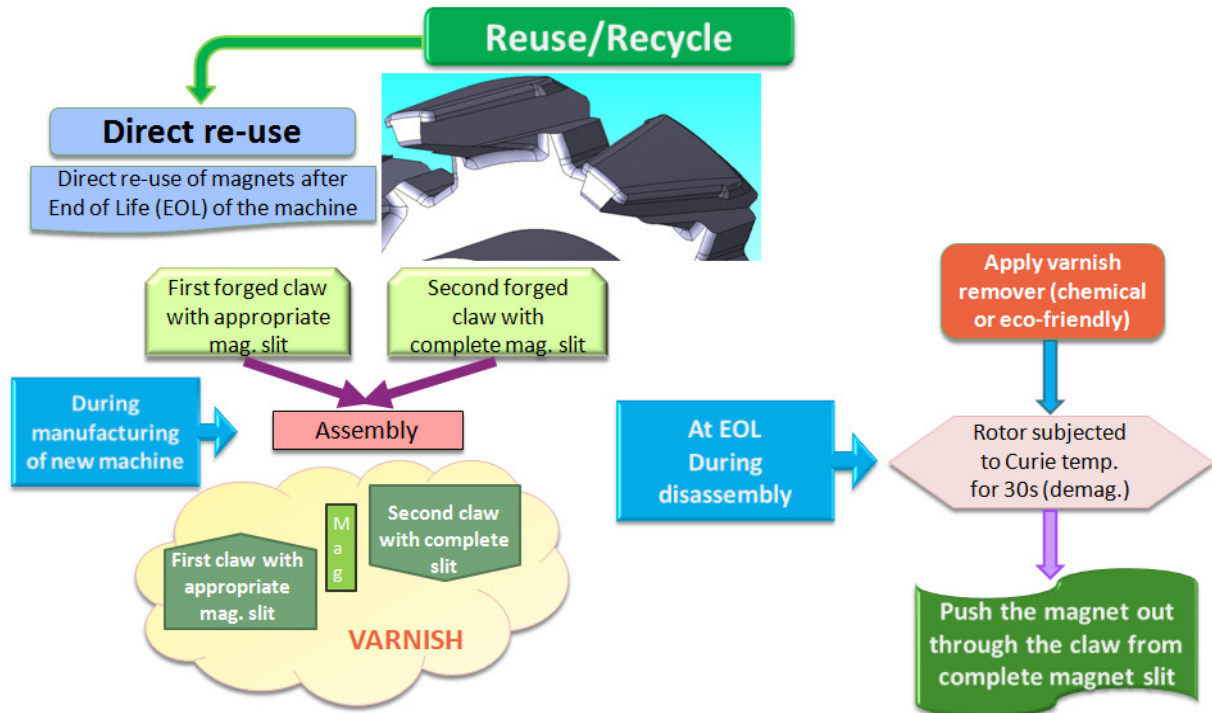 Reuse/Recycle
Direct re-use
Direct re-use of magnets after
End of Life (EOL) of the machine
First forged claw
with appropriate
mag. slit
Second forged
claw with
complete mag. slit
During
manufacturing
of new machine
Assembly
First claw with
appropriate
mag. slit
Mag
Second claw
with complete
slit
VARNISH
At EOL
During
disassembly
Apply varnish
remover (chemical
or eco-friendly)
Rotor subjected
to Curie temp.
for 30s (demag.)
Push the magnet out
through the claw from
complete magnet slit